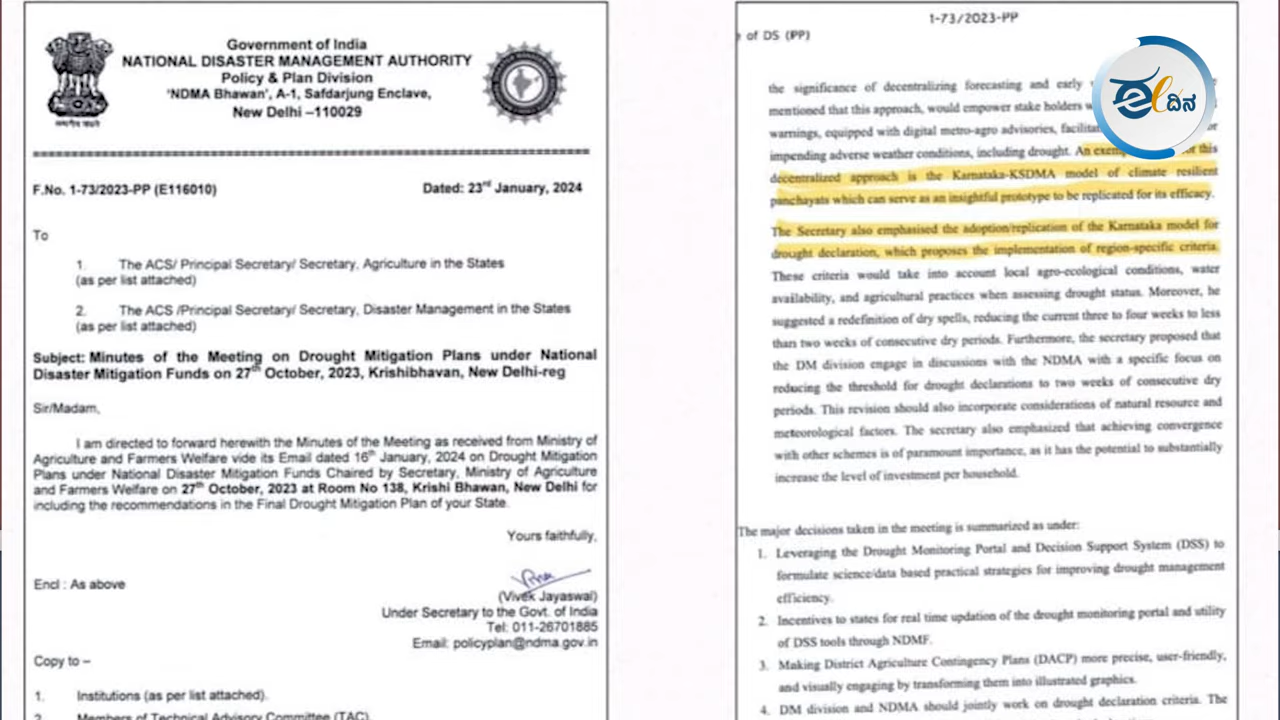 Government of India
NATIONAL DISASTER MANAGEMENT AUTHORITY
Policy & Plan Division
'NDMA Bhawan', A-1, Safdarjung Enclave,
New Delhi –110029
F.No. 1-73/2023-PP (E116010)
Dated: 23rd January, 2024
To
1. The ACS/ Principal Secretary/ Secretary, Agriculture in the States
(as per list attached)
2. The ACS /Principal Secretary/ Secretary, Disaster Management in the States
(as per list attached)
Subject: Minutes of the Meeting on Drought Mitigation Plans under National
Disaster Mitigation Funds on 27th October, 2023, Krishibhavan, New Delhi-reg
Sir/Madam,
I am directed to forward herewith the Minutes of the Meeting as received from Ministry of
Agriculture and Farmers Welfare vide its Email dated 16th January, 2024 on Drought Mitigation
Plans under National Disaster Mitigation Funds Chaired by Secretary, Ministry of Agriculture
and Farmers Welfare on 27th October, 2023 at Room No 138, Krishi Bhawan, New Delhi for
including the recommendations in the Final Drought Mitigation Plan of your State.
Yours faithfully,
Encl : As above
(Vivek Jayaswal)
Under Secretary to the Govt. of India
Tel: 011-26701885
Email: policyplan@ndma.gov.in
Copy to –
1. Institutions (as per list attached).
2. Members of Technical Advisory Committee (TAC)
1-73/2023-PP
of DS (PP)
ದಿನ
the significance of decentralizing forecasting and early
mentioned that this approach, would empower stake holders
warnings, equipped with digital metro-agro advisories,
impending adverse weather conditions, including drought. An for this
decentralized approach is the Karnataka-KSDMA model of climate resilient
panchayats which can serve as an insightful prototype to be replicated for its efficacy.
The Secretary also emphasised the adoption/replication of the Karnataka model for
drought declaration, which proposes the implementation of region-specific criteria.
These criteria would take into account local agro-ecological conditions, water
availability, and agricultural practices when assessing drought status. Moreover, he
suggested a redefinition of dry spells, reducing the current three to four weeks to less
than two weeks of consecutive dry periods. Furthermore, the secretary proposed that
the DM division engage in discussions with the NDMA with a specific focus on
reducing the threshold for drought declarations to two weeks of consecutive dry
periods. This revision should also incorporate considerations of natural resource and
meteorological factors. The secretary also emphasized that achieving convergence
with other schemes is of paramount importance, as it has the potential to substantially
increase the level of investment per household.
The major decisions taken in the meeting is summarized as under:
1. Leveraging the Drought Monitoring Portal and Decision Support System (DSS) to
formulate science/data based practical strategies for improving drought management
efficiency.
2. Incentives to states for real time updation of the drought monitoring portal and utility
of DSS tools through NDMF.
3. Making District Agriculture Contingency Plans (DACP) more precise, user-friendly,
and visually engaging by transforming them into illustrated graphics.
4. DM division and NDMA should jointly work on drought declaration criteria. The